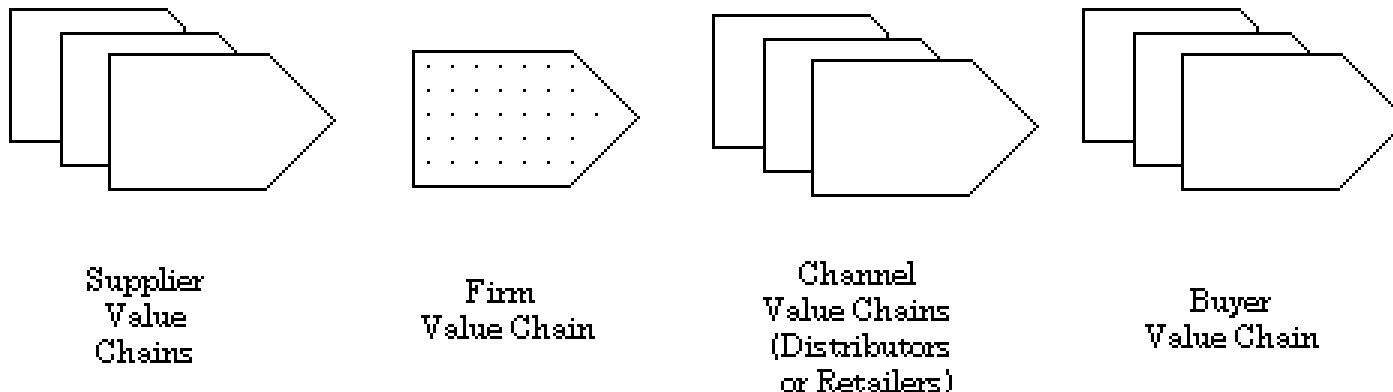 Supplier
Value
Chains
Firm
Value Chain
Channel
Value Chains
(Distributors
or Retailers)
Buyer
Value Chain